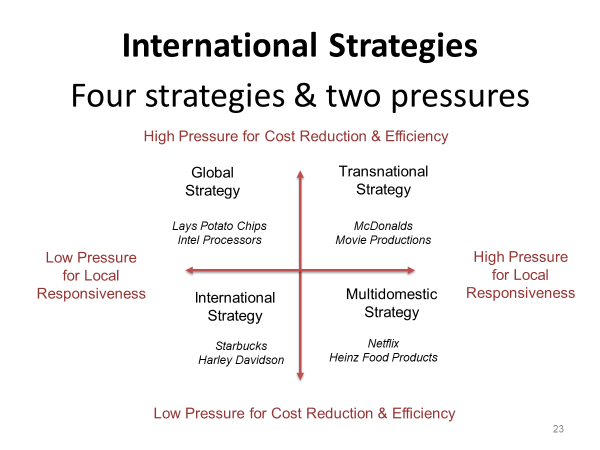 International Strategies
Four strategies & two pressures
High Pressure for Cost Reduction & Efficiency
Global
Strategy
Transnational
Strategy
Lays Potato Chips
Intel Processors
McDonalds
Movie Productions
Low Pressure
for Local
Responsiveness
High Pressure
for Local
Responsiveness
International
Strategy
Multidomestic
Strategy
Starbucks
Harley Davidson
Netflix
Heinz Food Products
Low Pressure for Cost Reduction & Efficiency
23